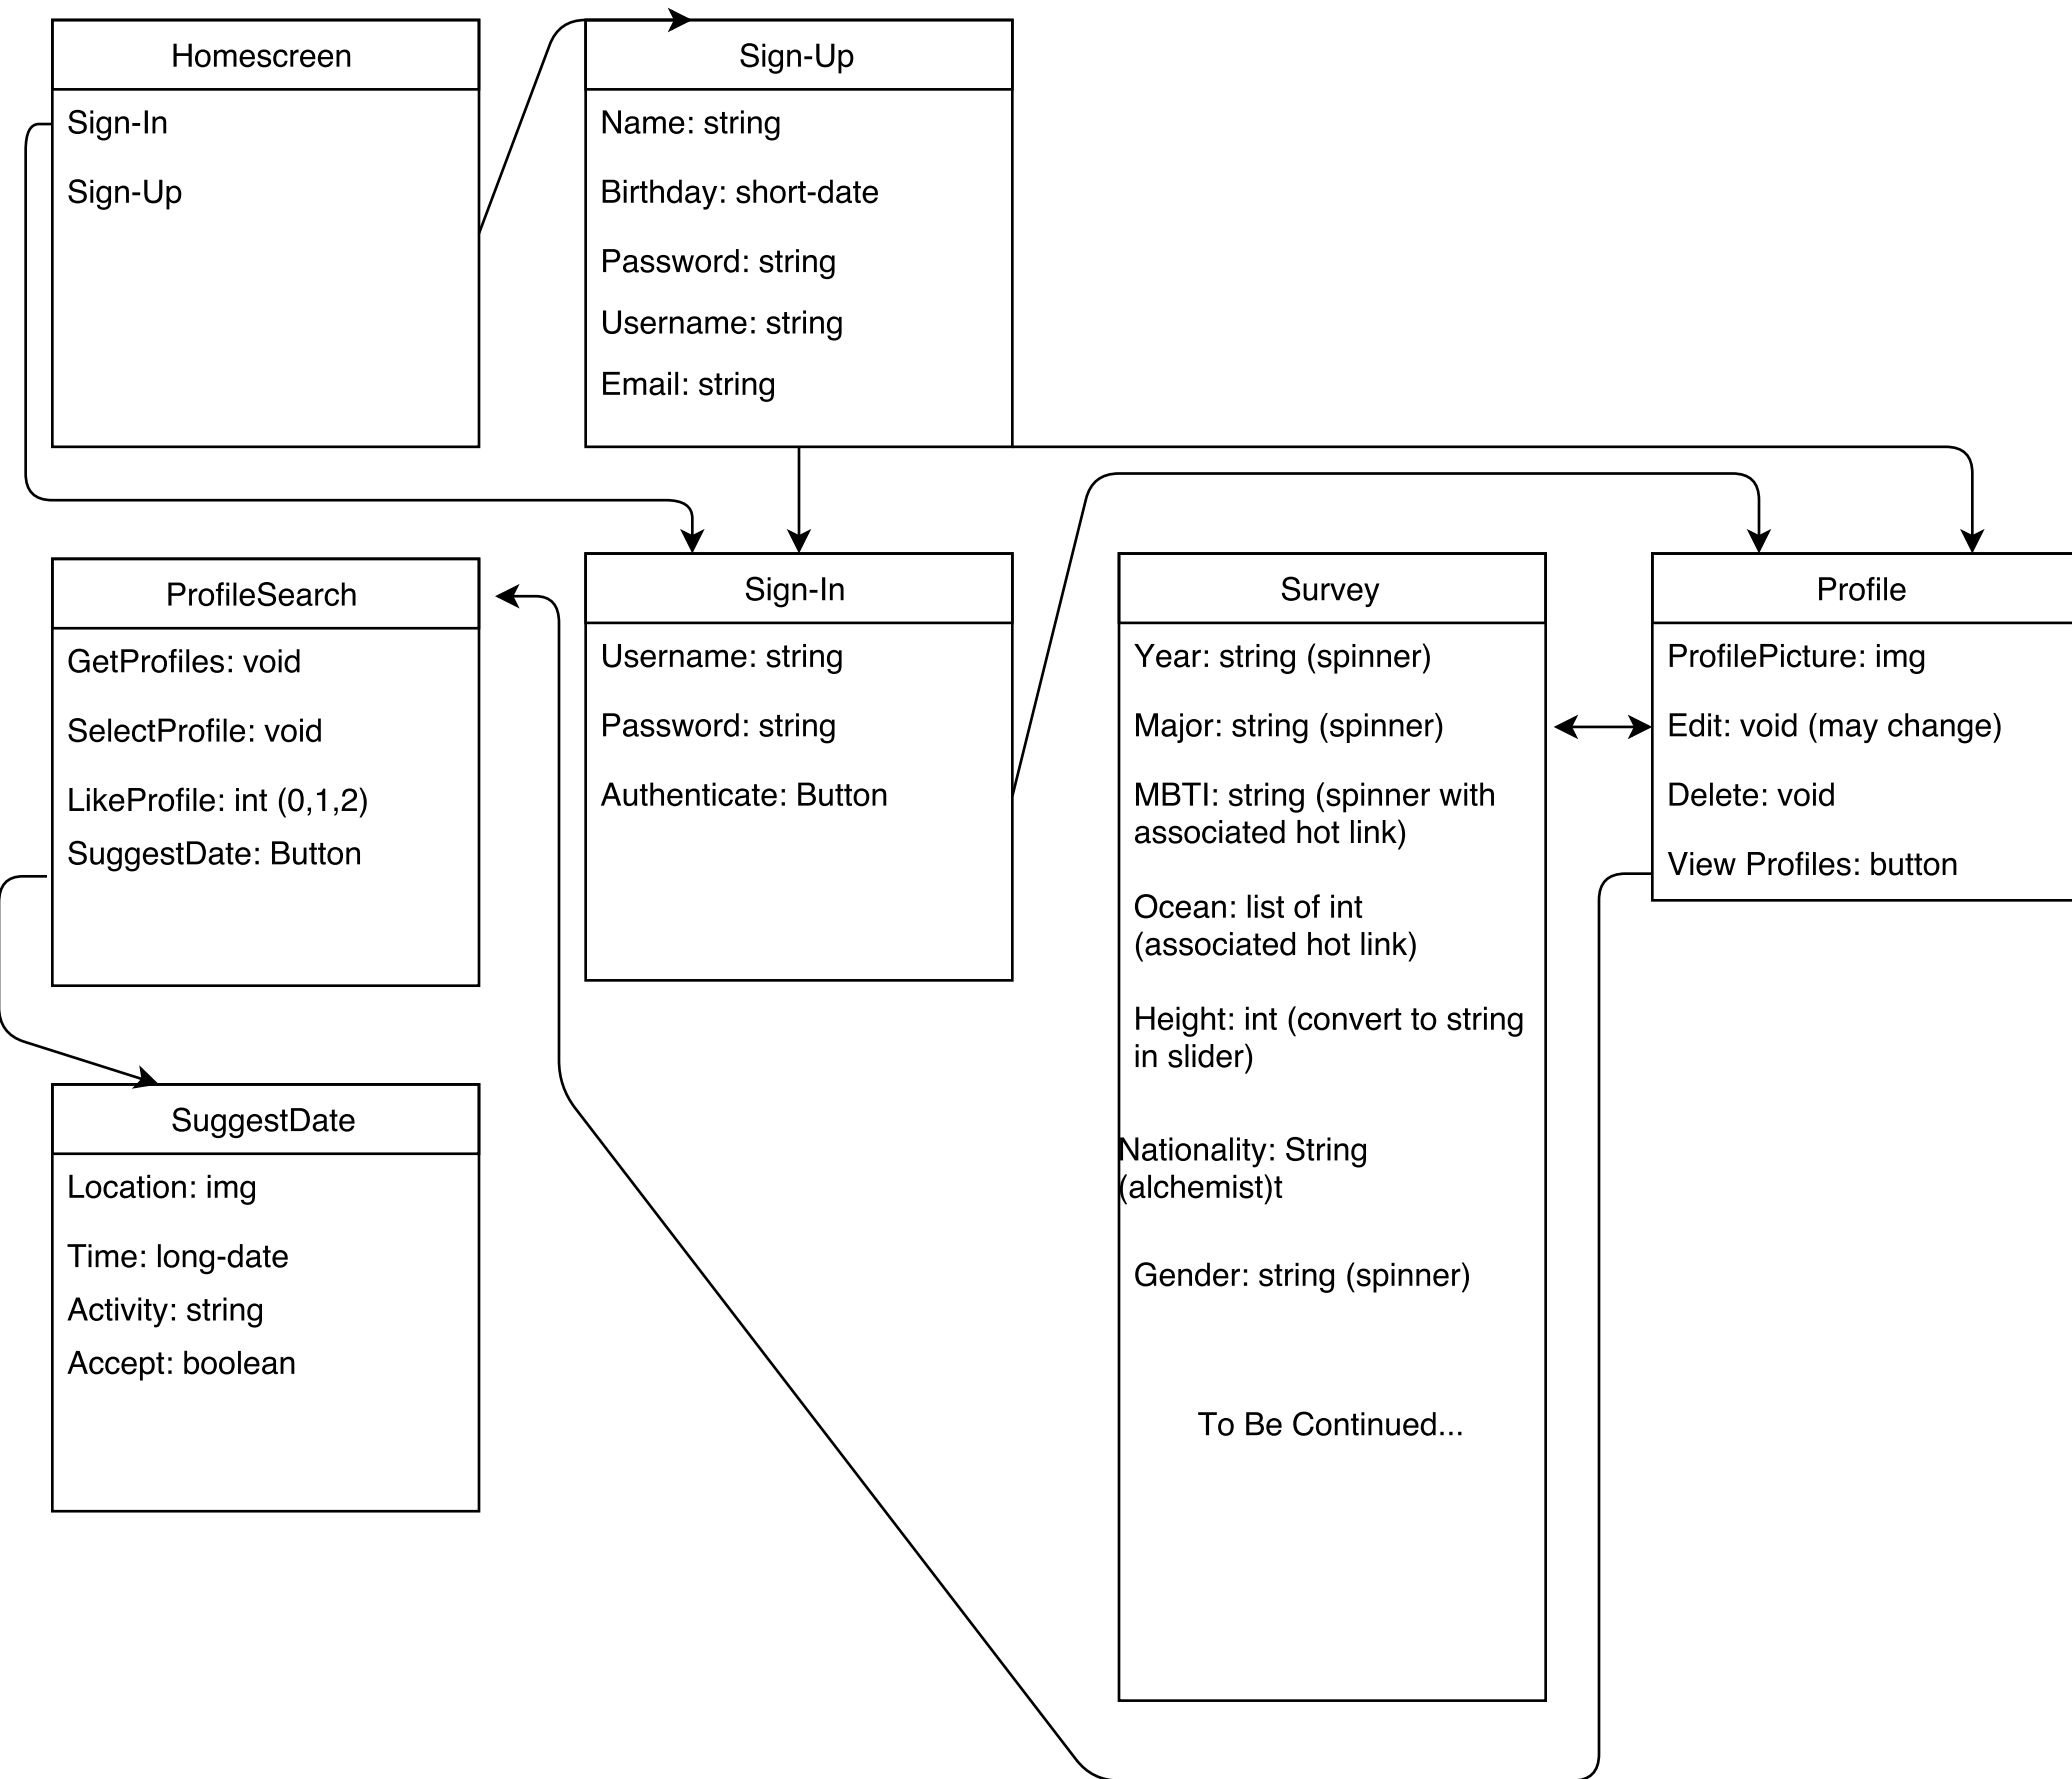 Homescreen
Sign-In
Sign-Up
Sign-Up
Name: string
Birthday: short-date
Password: string
Username: string
Email: string
ProfileSearch
GetProfiles: void
SelectProfile: void
LikeProfile: int (0,1,2)
SuggestDate: Button
Sign-In
Username: string
Password: string
Authenticate: Button
Survey
Year: string (spinner)
Major: string (spinner)
MBTI: string (spinner with
associated hot link)
Ocean: list of int
(associated hot link)
Height: int (convert to string
in slider)
Nationality: String
(alchemist)t
Gender: string (spinner)
To Be Continued...
Profile
ProfilePicture: img
Edit: void (may change)
Delete: void
View Profiles: button
SuggestDate
Location: img
Time: long-date
Activity: string
Accept: boolean